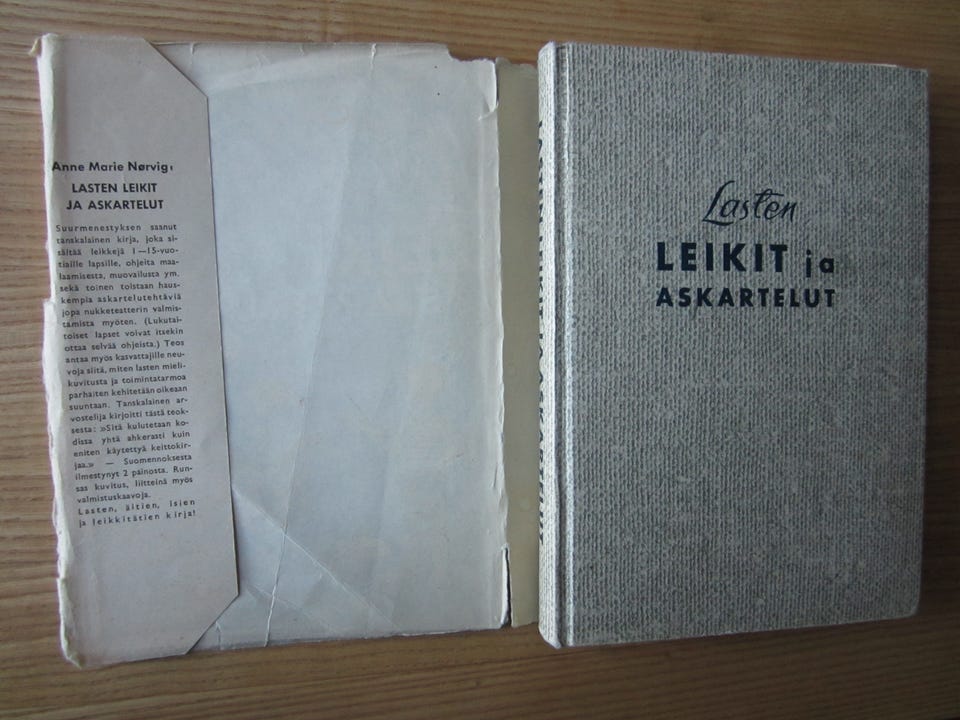 Anne Marie Nørvig:
LASTEN LEIKIT
JA ASKARTELUT
Suurmenestyksen saanut
tanskalainen kirja, joka si-
sältää leikkejä 1—15-vuo-
tiaille lapsille, ohjeita maa-
laamisesta, muovailusta ym.
sekä toinen toistaan haus-
kempia askartelutehtäviä
jopa nukketeatterin valmis-
tamista myöten. (Lukutai-
toiset lapset voivat itsekin
ottaa selvää ohjeista.) Teos
antaa myös kasvattajille neu-
voja siitä, miten lasten mieli-
kuvitusta ja toimintatarmoa
parhaiten kehitetään oikeaan
suuntaan. Tanskalainen ar-
vostelija kirjoitti tästä teok-
sesta: »Sitä kulutetaan ko-
dissa yhtä ahkerasti kuin
eniten käytettyä keittokir-
jaa.» — Suomennoksesta
ilmestynyt 2 painosta. Run-
sas kuvitus, liitteinä myös
valmistuskaavoja.
Lasten, äitien, isien
ja leikkitätien kirja!
Lasten
LEIKIT ja
ASKARTELUT